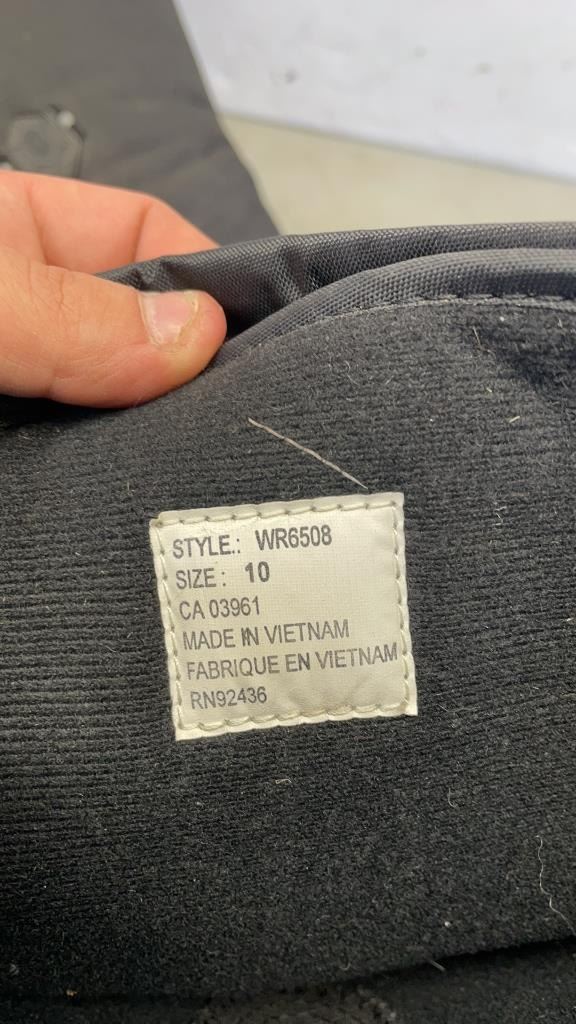 STYLE.: WR6508
SIZE : 10
CA 03961
MADE IN VIETNAM
FABRIQUE EN VIETNAM
RN92436